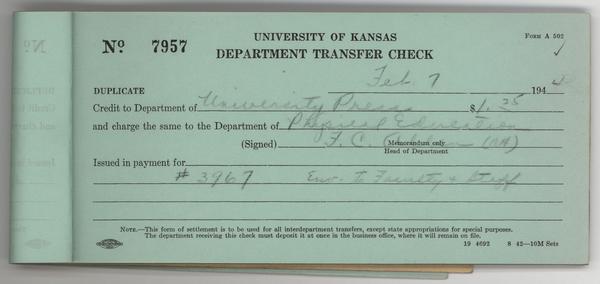 Nº 7957
UNIVERSITY OF KANSAS
DEPARTMENT TRANSFER CHECK
FORM A 502
DUPLICATE
Feb. 7 194
Credit to Department of University Press $1.25
and charge the same to the Department of Physical Education
(Signed) F. C.
Memorandum only
Head of Department
Issued in payment for
# 3967 Env. to Faculty & Staff
NOTE.—This form of settlement is to be used for all interdepartment transfers, except state appropriations for special purposes.
The department receiving this check must deposit it at once in the business office, where it will remain on file.
19 4692 8 42—10M Sets